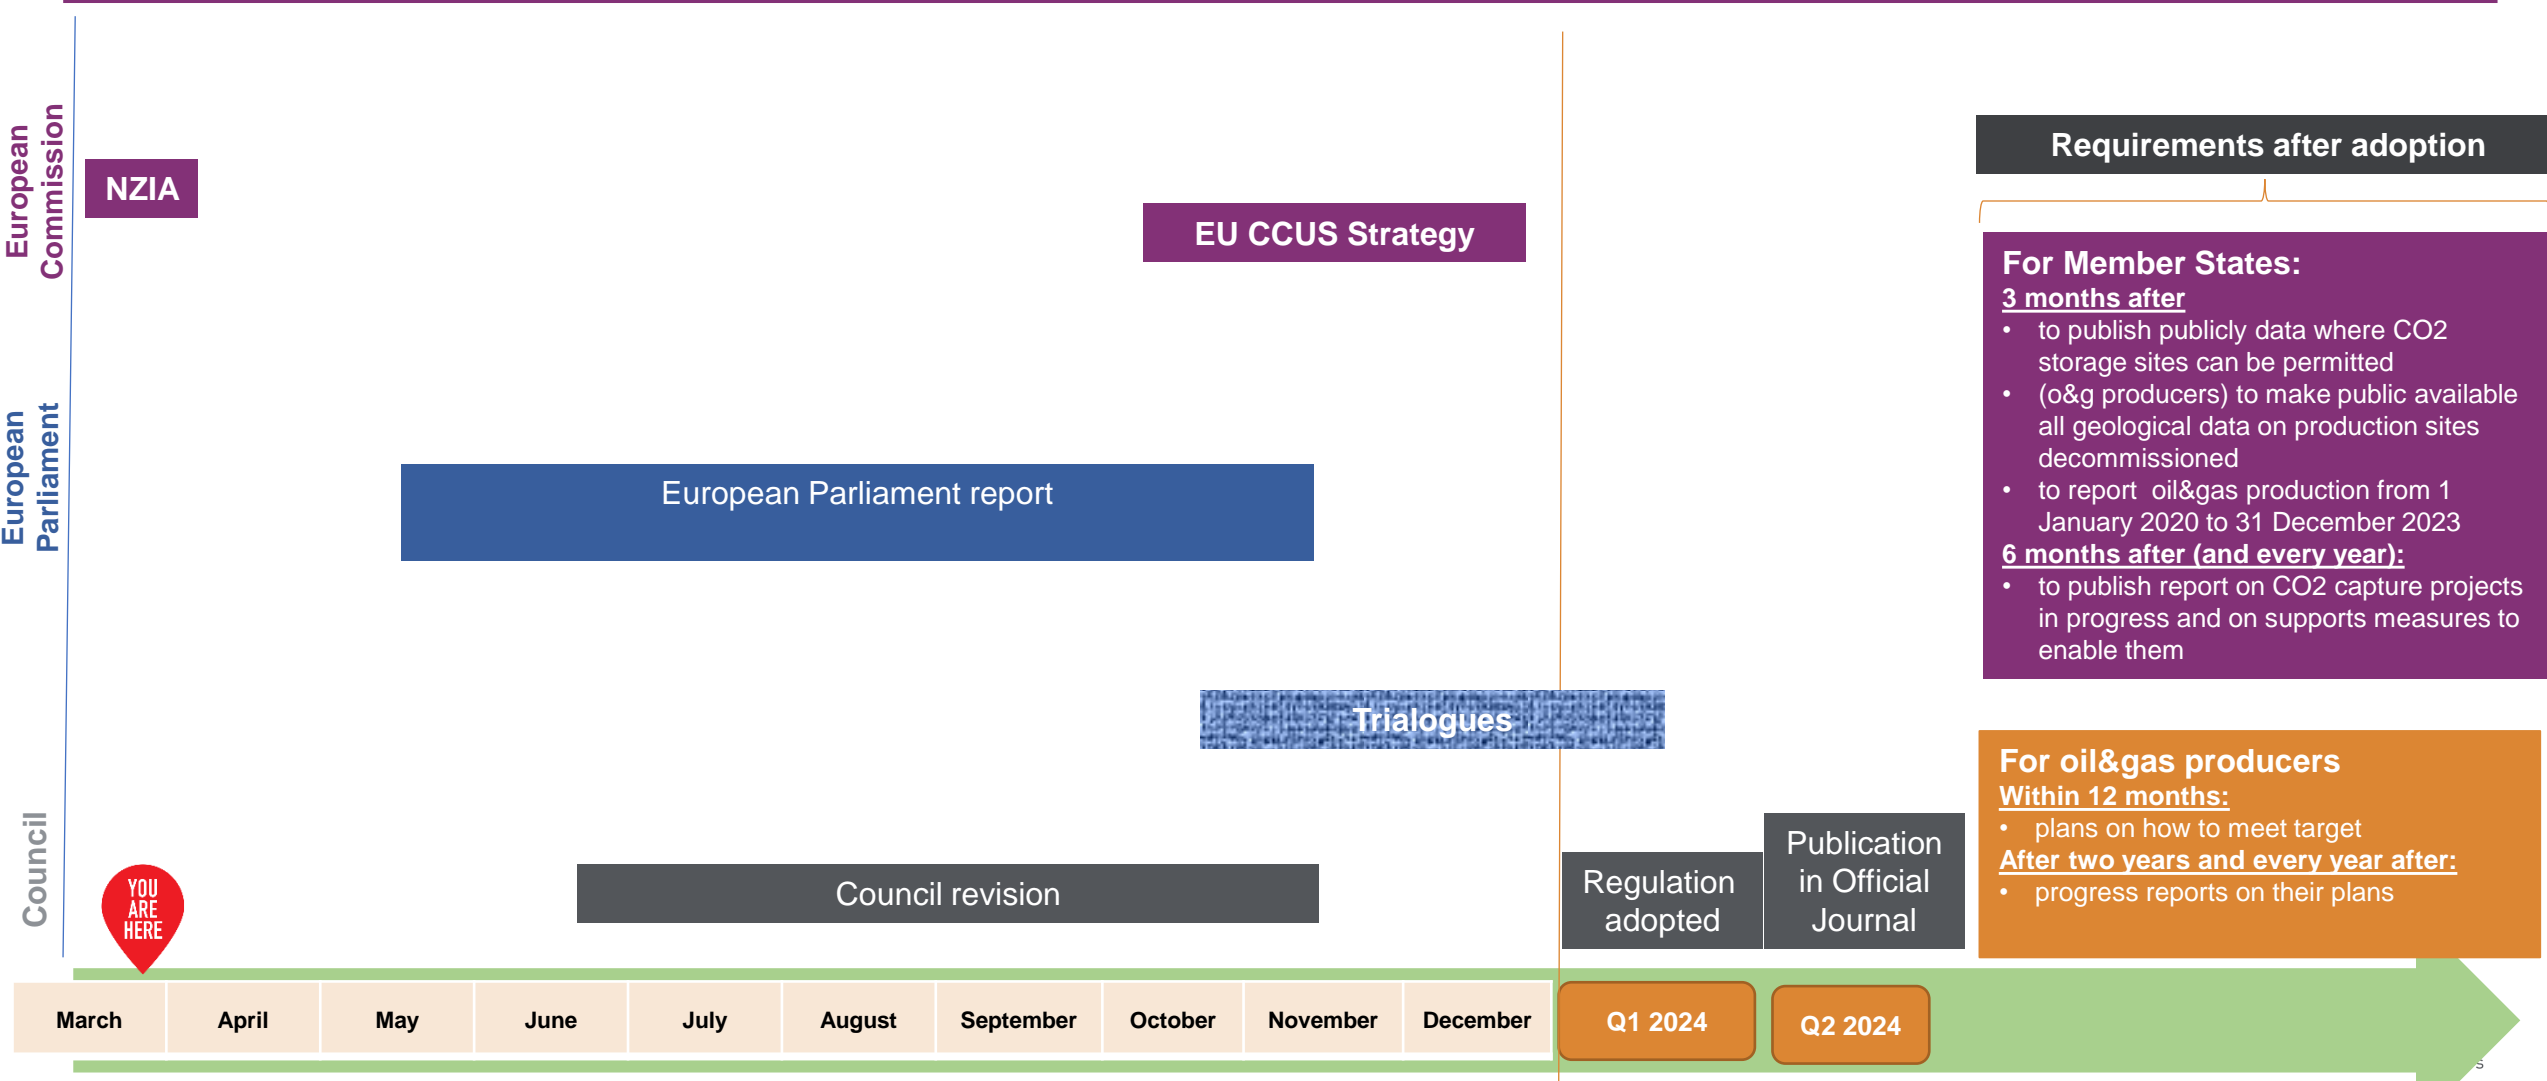 European
Commission
NZIA
EU CCUS Strategy
Requirements after adoption
For Member States:
3 months after
• to publish publicly data where CO2
storage sites can be permitted
• (o&g producers) to make public available
all geological data on production sites
decommissioned
• to report  oil&gas production from 1
January 2020 to 31 December 2023
6 months after (and every year):
• to publish report on CO2 capture projects
in progress and on supports measures to
enable them
European
Parliament
European Parliament report
Trialogues
For oil&gas producers
Within 12 months:
• plans on how to meet target
After two years and every year after:
• progress reports on their plans
Council
YOU
ARE
HERE
Council revision
Regulation
adopted
Publication
in Official
Journal
March
April
May
June
July
August
September
October
November
December
Q1 2024
Q2 2024
s